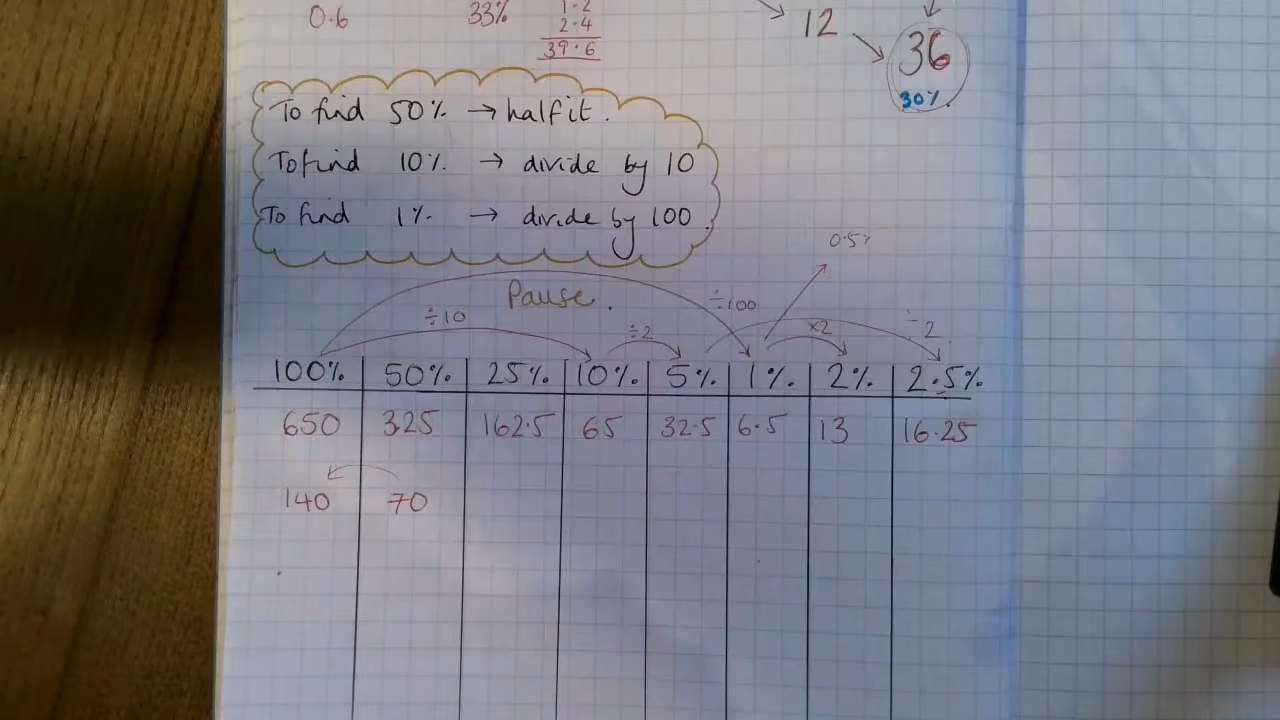 0.6 33% 1.2
2.4
39.6
12 36
30%.
To find 50% → half it.
To find 10% → divide by 10
To find 1% → divide by 100.
Pause.
÷10 ÷2 ÷100 ×2 ÷2
100% 50% 25% 10% 5% 1% 2% 2.5%
650 325 162.5 65 32.5 6.5 13 16.25
140 70